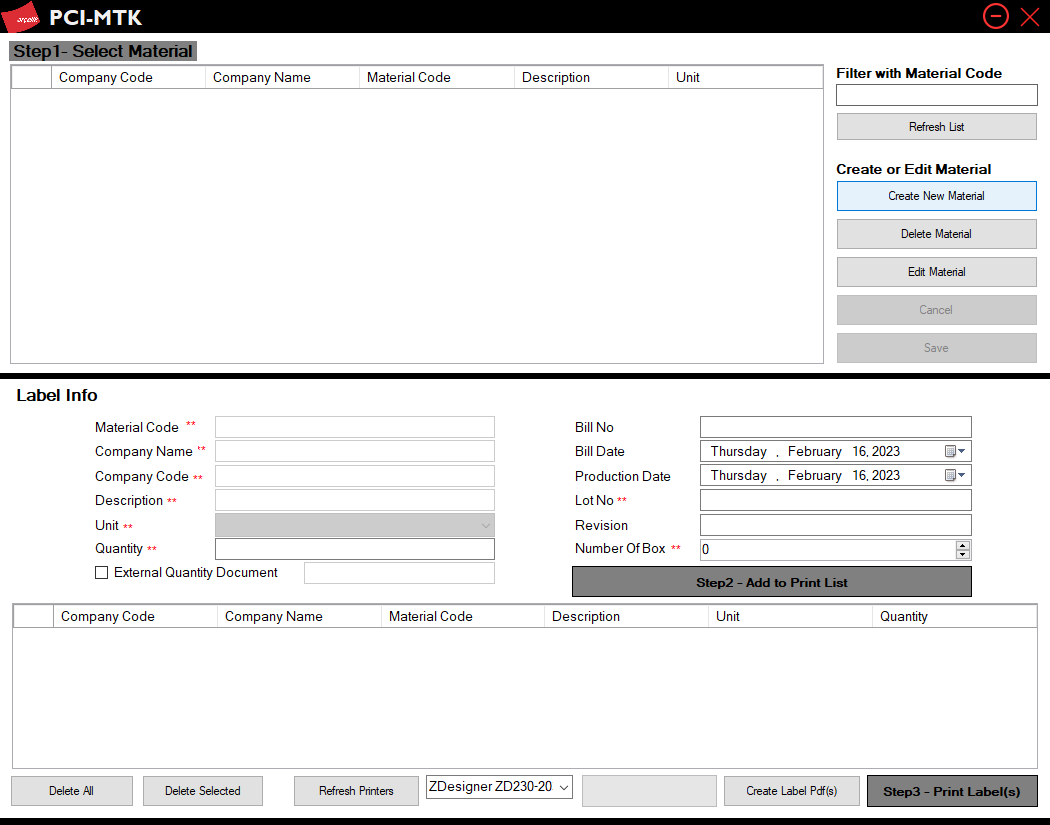 arcelik
PCI-MTK
Step1- Select Material
Company Code Company Name Material Code Description Unit
Filter with Material Code
Refresh List
Create or Edit Material
Create New Material
Delete Material
Edit Material
Cancel
Save
Label Info
Material Code **
Company Name **
Company Code **
Description **
Unit **
Quantity **
External Quantity Document
Bill No
Bill Date Thursday , February 16, 2023
Production Date Thursday , February 16, 2023
Lot No **
Revision
Number Of Box ** 0
Step2 - Add to Print List
Company Code Company Name Material Code Description Unit Quantity
Delete All Delete Selected Refresh Printers ZDesigner ZD230-20 Create Label Pdf(s) Step3 - Print Label(s)